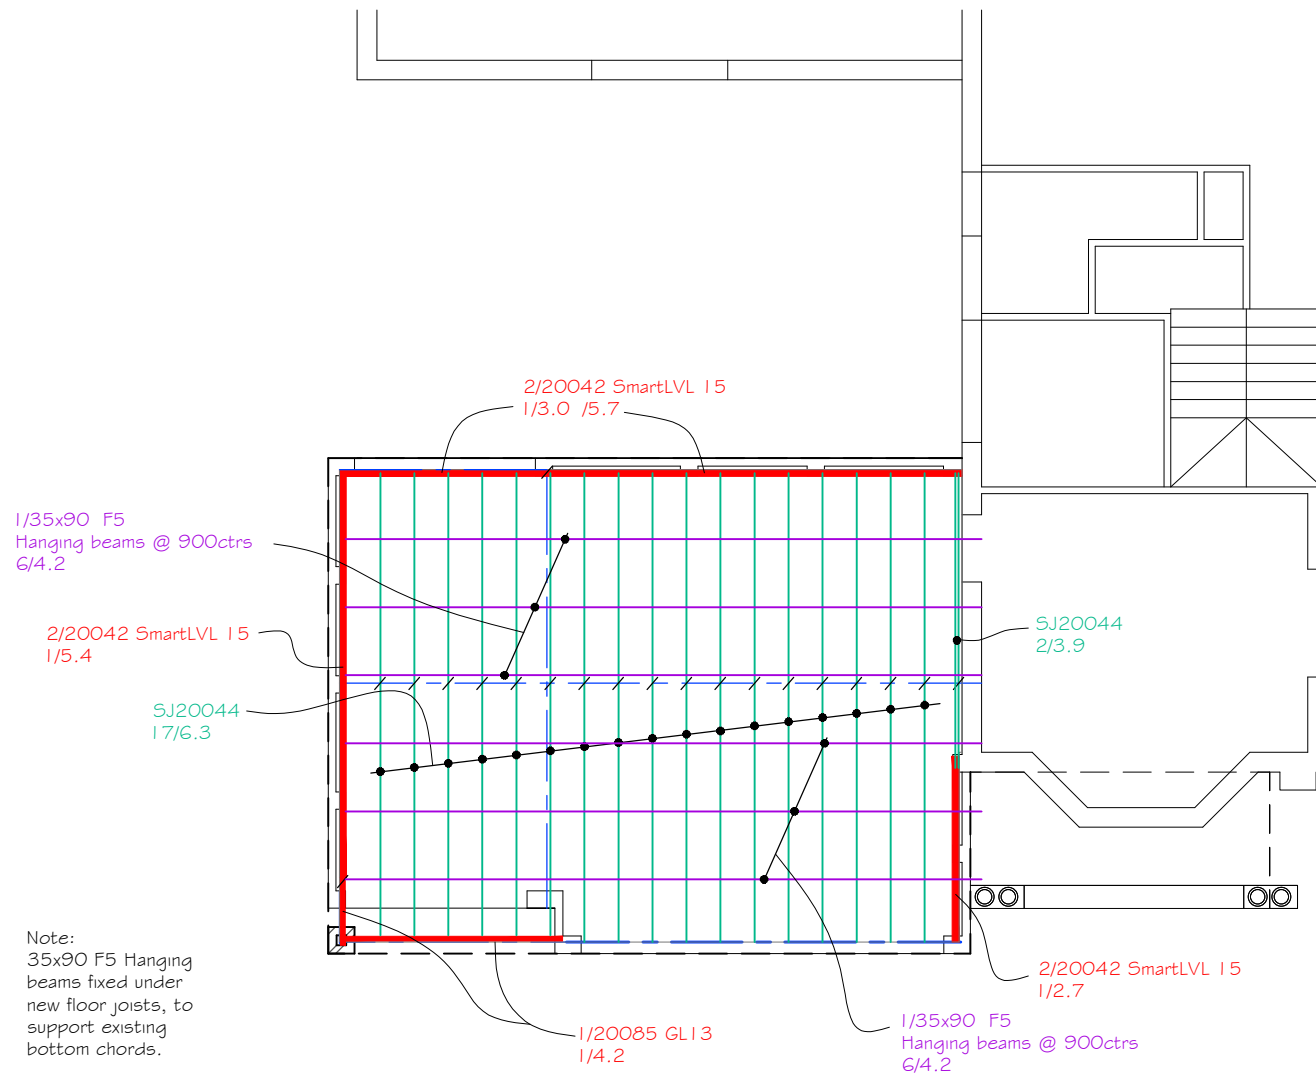 2/20042 SmartLVL 15
1/3.0 /5.7
1/35x90 F5
Hanging beams @ 900ctrs
6/4.2
2/20042 SmartLVL 15
1/5.4
SJ20044
17/6.3
SJ20044
2/3.9
Note:
35x90 F5 Hanging
beams fixed under
new floor joists, to
support existing
bottom chords.
2/20042 SmartLVL 15
1/2.7
1/20085 GL13
1/4.2
1/35x90 F5
Hanging beams @ 900ctrs
6/4.2